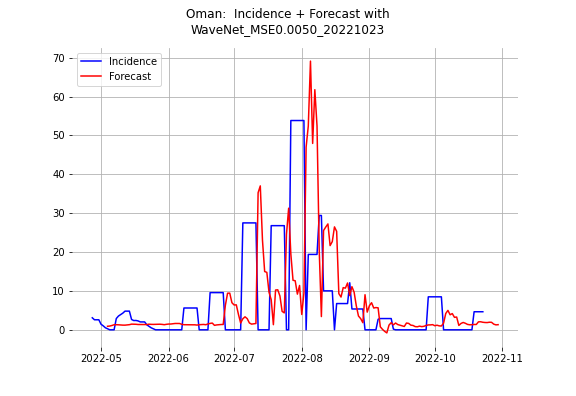 Oman:  Incidence + Forecast with
WaveNet_MSE0.0050_20221023
Incidence
Forecast
70
60
50
40
30
20
10
0
2022-05 2022-06 2022-07 2022-08 2022-09 2022-10 2022-11